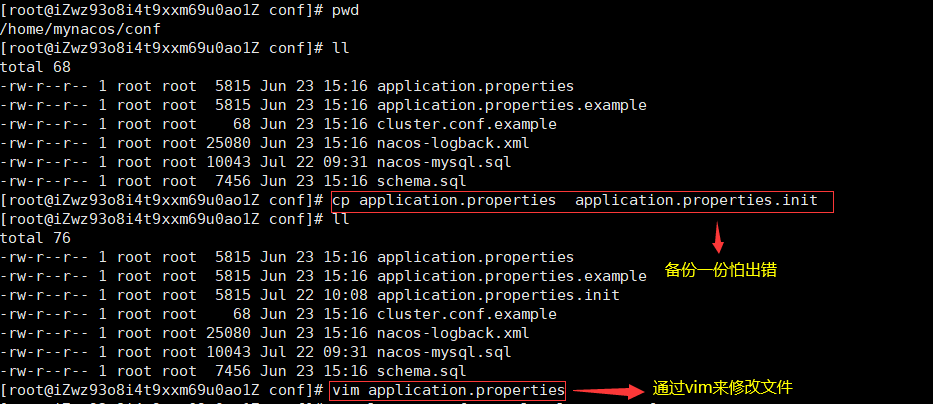 [root@iZwz93o8i4t9xxm69u0ao1Z conf]# pwd
/home/mynacos/conf
[root@iZwz93o8i4t9xxm69u0ao1Z conf]# ll
total 68
-rw-r--r-- 1 root root  5815 Jun 23 15:16 application.properties
-rw-r--r-- 1 root root  5815 Jun 23 15:16 application.properties.example
-rw-r--r-- 1 root root    68 Jun 23 15:16 cluster.conf.example
-rw-r--r-- 1 root root 25080 Jun 23 15:16 nacos-logback.xml
-rw-r--r-- 1 root root 10043 Jul 22 09:31 nacos-mysql.sql
-rw-r--r-- 1 root root  7456 Jun 23 15:16 schema.sql
[root@iZwz93o8i4t9xxm69u0ao1Z conf]# cp application.properties  application.properties.init
[root@iZwz93o8i4t9xxm69u0ao1Z conf]# ll
total 76
备份一份怕出错
-rw-r--r-- 1 root root  5815 Jun 23 15:16 application.properties
-rw-r--r-- 1 root root  5815 Jun 23 15:16 application.properties.example
-rw-r--r-- 1 root root  5815 Jul 22 10:08 application.properties.init
-rw-r--r-- 1 root root    68 Jun 23 15:16 cluster.conf.example
-rw-r--r-- 1 root root 25080 Jun 23 15:16 nacos-logback.xml
-rw-r--r-- 1 root root 10043 Jul 22 09:31 nacos-mysql.sql
-rw-r--r-- 1 root root  7456 Jun 23 15:16 schema.sql
[root@iZwz93o8i4t9xxm69u0ao1Z conf]# vim application.properties
通过vim来修改文件